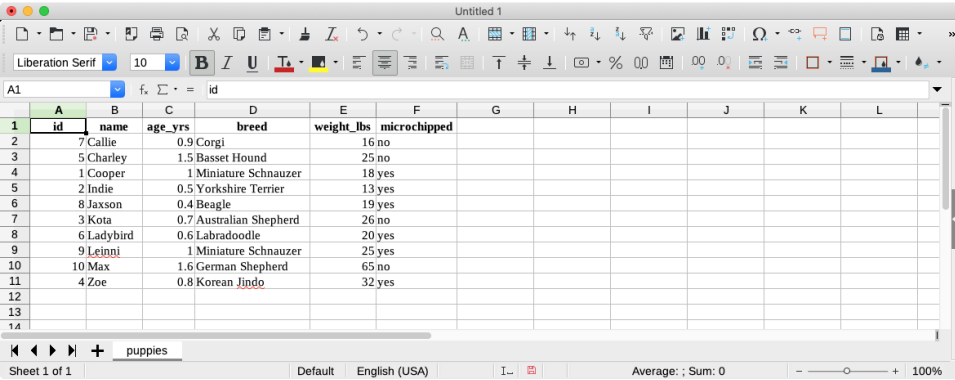 Untitled 1
Liberation Serif 10 B I U
A1 fx Σ = id
A B C D E F G H I J K L
1 id name age_yrs breed weight_lbs microchipped
2 7 Callie 0.9 Corgi 16 no
3 5 Charley 1.5 Basset Hound 25 no
4 1 Cooper 1 Miniature Schnauzer 18 yes
5 2 Indie 0.5 Yorkshire Terrier 13 yes
6 8 Jaxson 0.4 Beagle 19 yes
7 3 Kota 0.7 Australian Shepherd 26 no
8 6 Ladybird 0.6 Labradoodle 20 yes
9 9 Leinni 1 Miniature Schnauzer 25 yes
10 10 Max 1.6 German Shepherd 65 no
11 4 Zoe 0.8 Korean Jindo 32 yes
12
13
14
puppies
Sheet 1 of 1 Default English (USA) Average: ; Sum: 0 100%